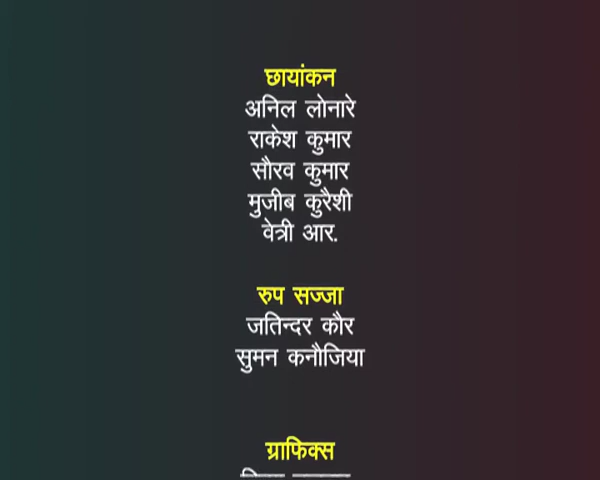 छायांकन
अनिल लोनारे
राकेश कुमार
सौरव कुमार
मुजीब कुरैशी
वेत्री आर.
रुप सज्जा
जतिन्दर कौर
सुमन कनौजिया
ग्राफिक्स